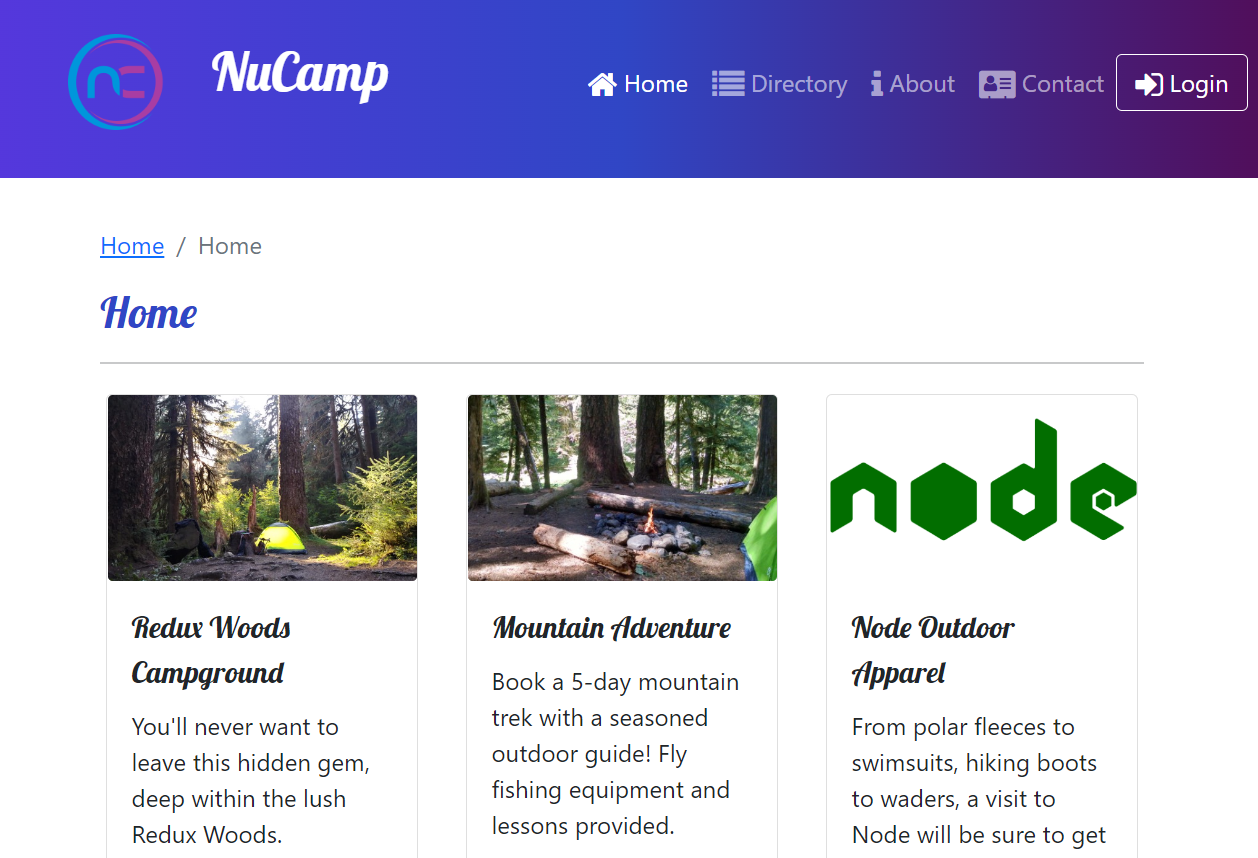 NC
NuCamp
Home Directory About Contact Login
Home / Home
Home
node
Redux Woods
Campground
You'll never want to
leave this hidden gem,
deep within the lush
Redux Woods.
Mountain Adventure
Book a 5-day mountain
trek with a seasoned
outdoor guide! Fly
fishing equipment and
lessons provided.
Node Outdoor
Apparel
From polar fleeces to
swimsuits, hiking boots
to waders, a visit to
Node will be sure to get